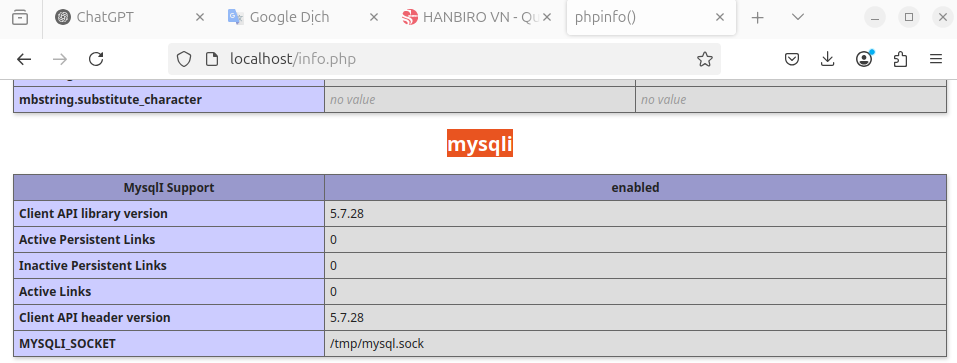 ChatGPT
Google Dịch
HANBIRO VN - Qu
phpinfo()
localhost/info.php
mbstring.substitute_character no value no value
mysqli
MysqlI Support enabled
Client API library version 5.7.28
Active Persistent Links 0
Inactive Persistent Links 0
Active Links 0
Client API header version 5.7.28
MYSQLI_SOCKET /tmp/mysql.sock